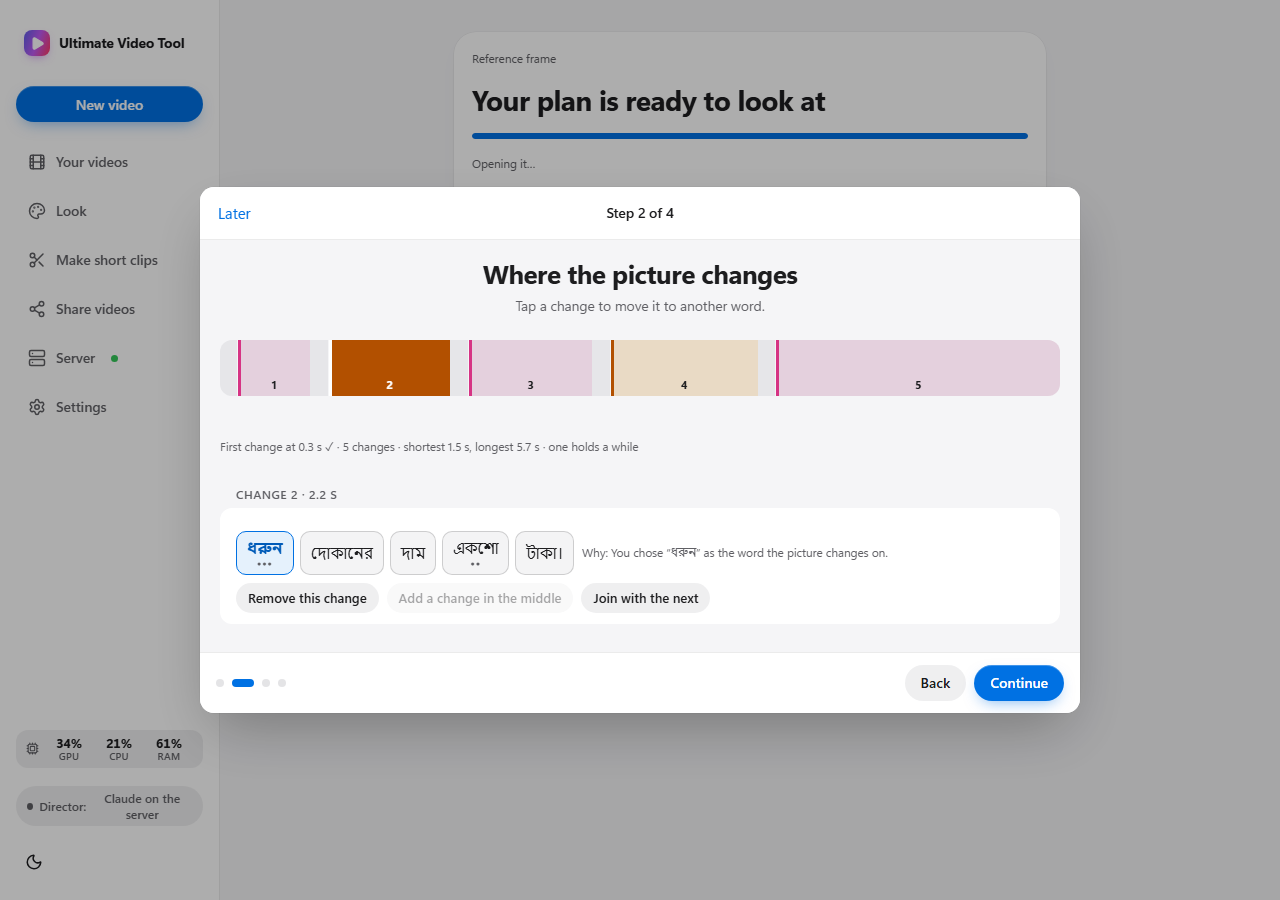 Ultimate Video Tool
New video
Your videos
Look
Make short clips
Share videos
Server
Settings
34% 21% 61%
GPU CPU RAM
Director: Claude on the server
Reference frame
Your plan is ready to look at
Opening it...
Later
Step 2 of 4
Where the picture changes
Tap a change to move it to another word.
1 2 3 4 5
First change at 0.3 s ✓ · 5 changes · shortest 1.5 s, longest 5.7 s · one holds a while
CHANGE 2 · 2.2 S
ধরুন দোকানের দাম একশো টাকা। Why: You chose "ধরুন" as the word the picture changes on.
Remove this change Add a change in the middle Join with the next
Back Continue